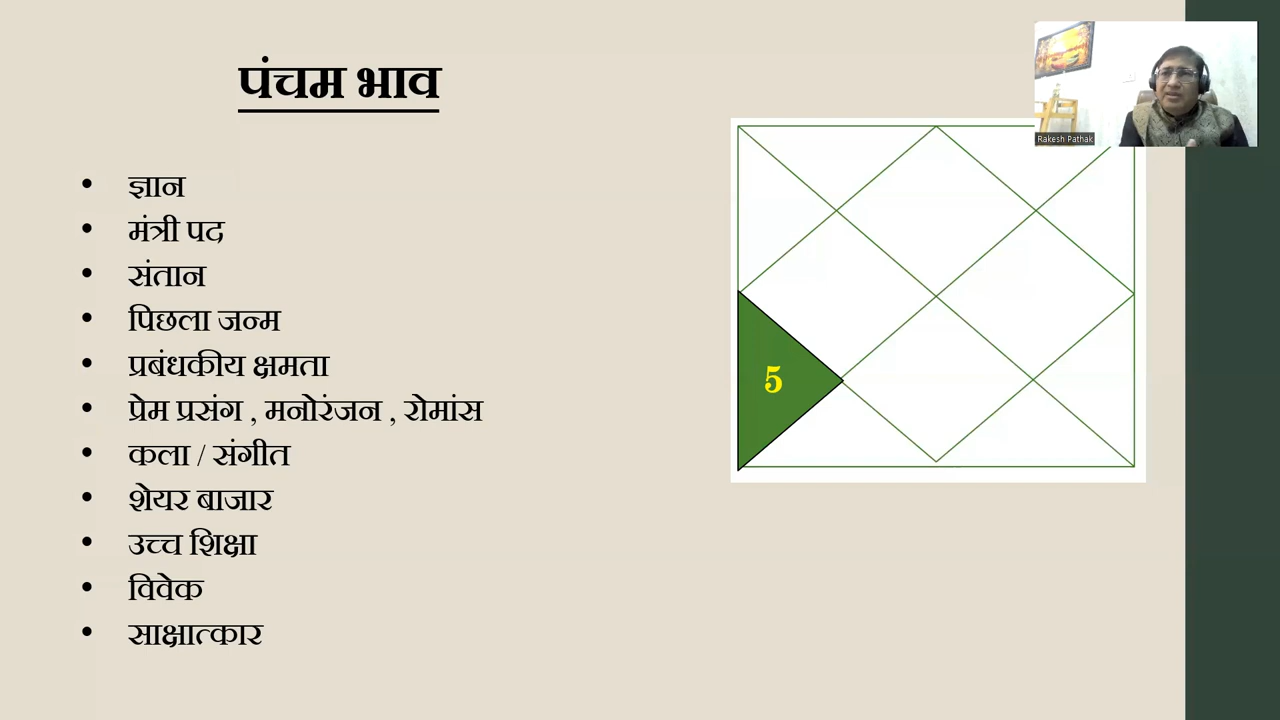 पंचम भाव
ज्ञान
मंत्री पद
संतान
पिछला जन्म
प्रबंधकीय क्षमता
प्रेम प्रसंग , मनोरंजन , रोमांस
कला / संगीत
शेयर बाजार
उच्च शिक्षा
विवेक
साक्षात्कार
5
Rakesh Pathak